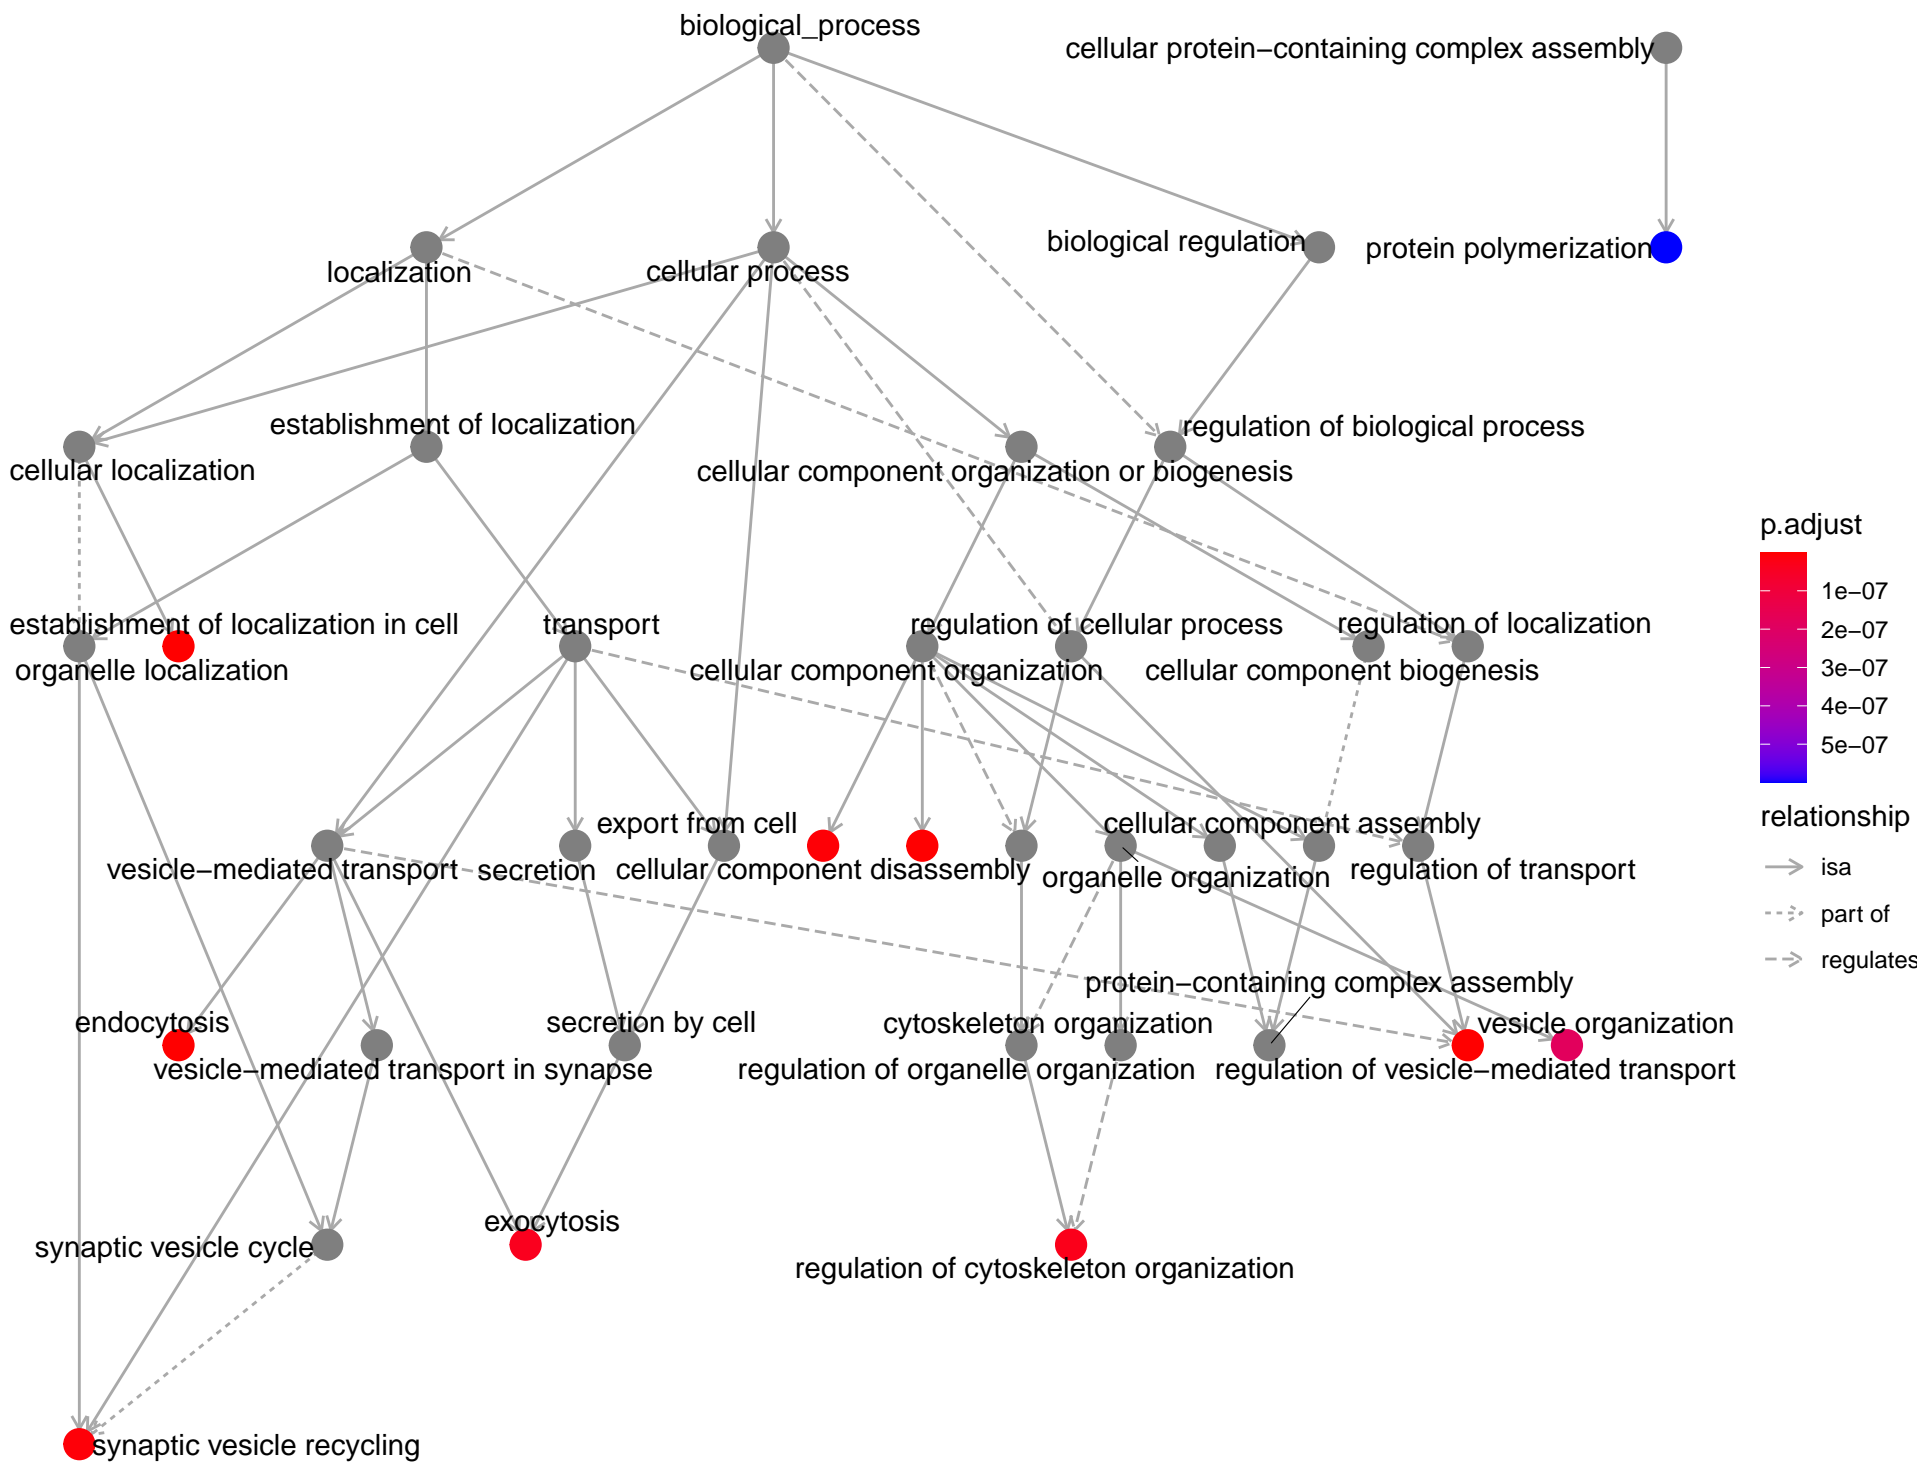 biological_process
cellular protein−containing complex assembly
biological regulation
protein polymerization
localization
cellular process
establishment of localization
regulation of biological process
cellular localization
cellular component organization or biogenesis
establishment of localization in cell
transport
regulation of cellular process
regulation of localization
organelle localization
cellular component organization
cellular component biogenesis
export from cell
cellular component assembly
vesicle−mediated transport
secretion
cellular component disassembly
organelle organization
regulation of transport
protein−containing complex assembly
endocytosis
secretion by cell
cytoskeleton organization
vesicle organization
vesicle−mediated transport in synapse
regulation of organelle organization
regulation of vesicle−mediated transport
exocytosis
synaptic vesicle cycle
regulation of cytoskeleton organization
synaptic vesicle recycling
p.adjust
1e−07
2e−07
3e−07
4e−07
5e−07
relationship
isa
part of
regulates